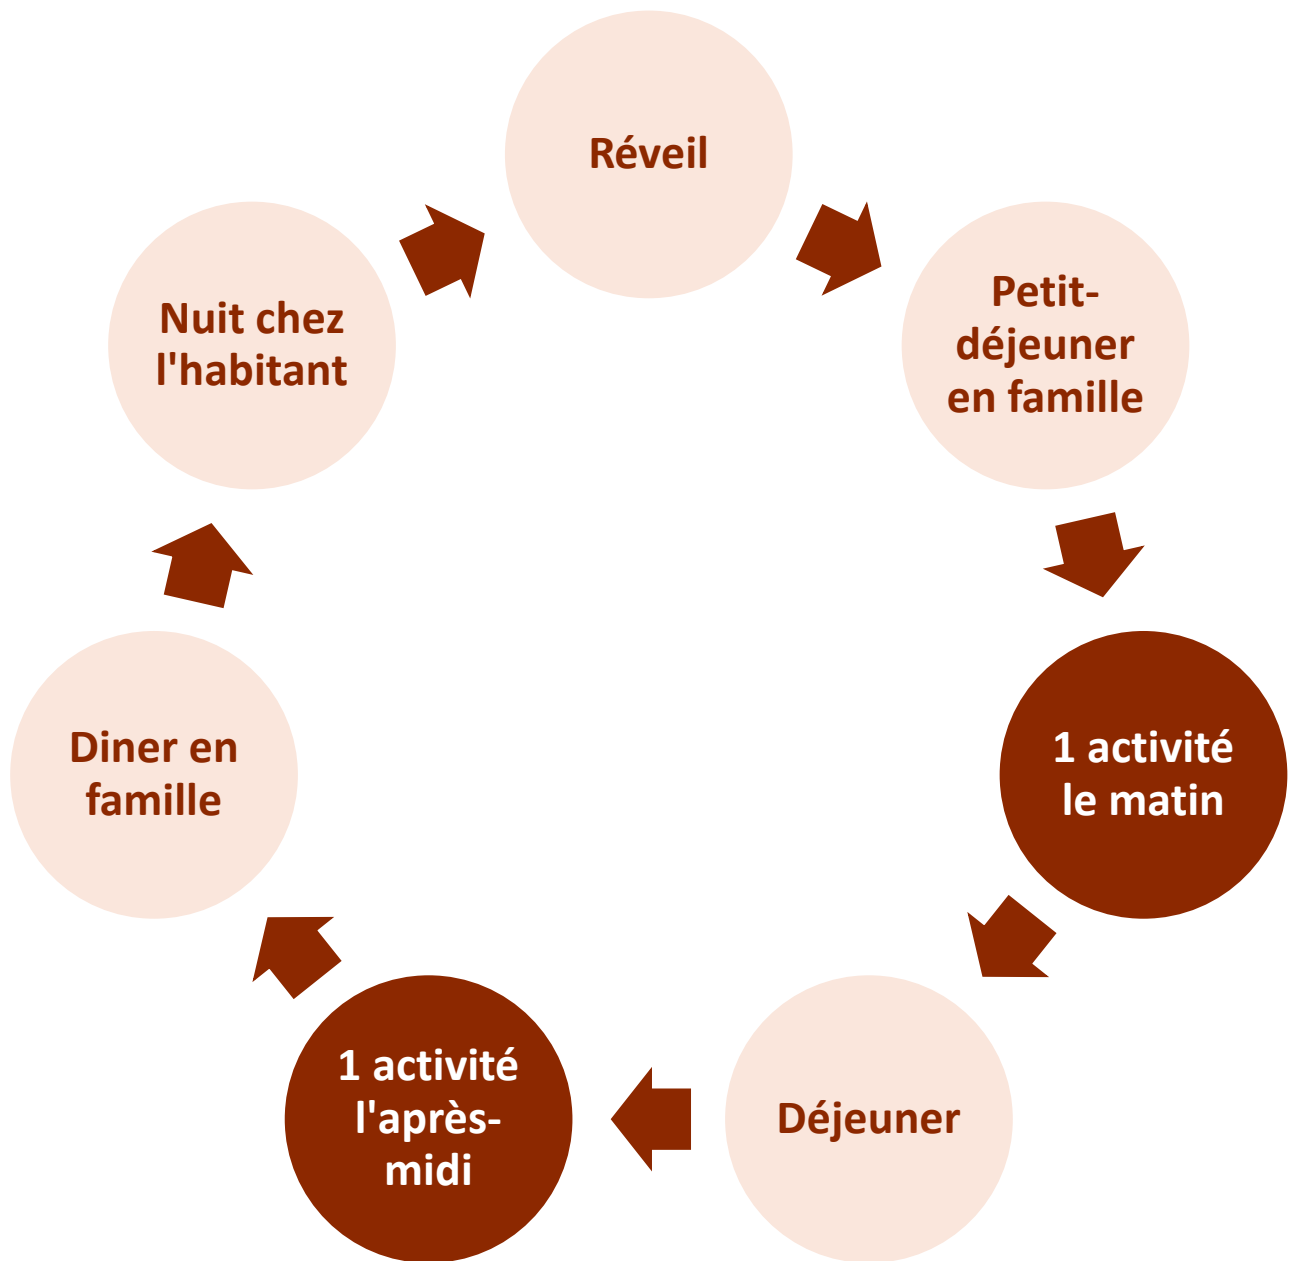 Réveil
Petit-
déjeuner
en famille
1 activité
le matin
Déjeuner
1 activité
l'après-
midi
Diner en
famille
Nuit chez
l'habitant